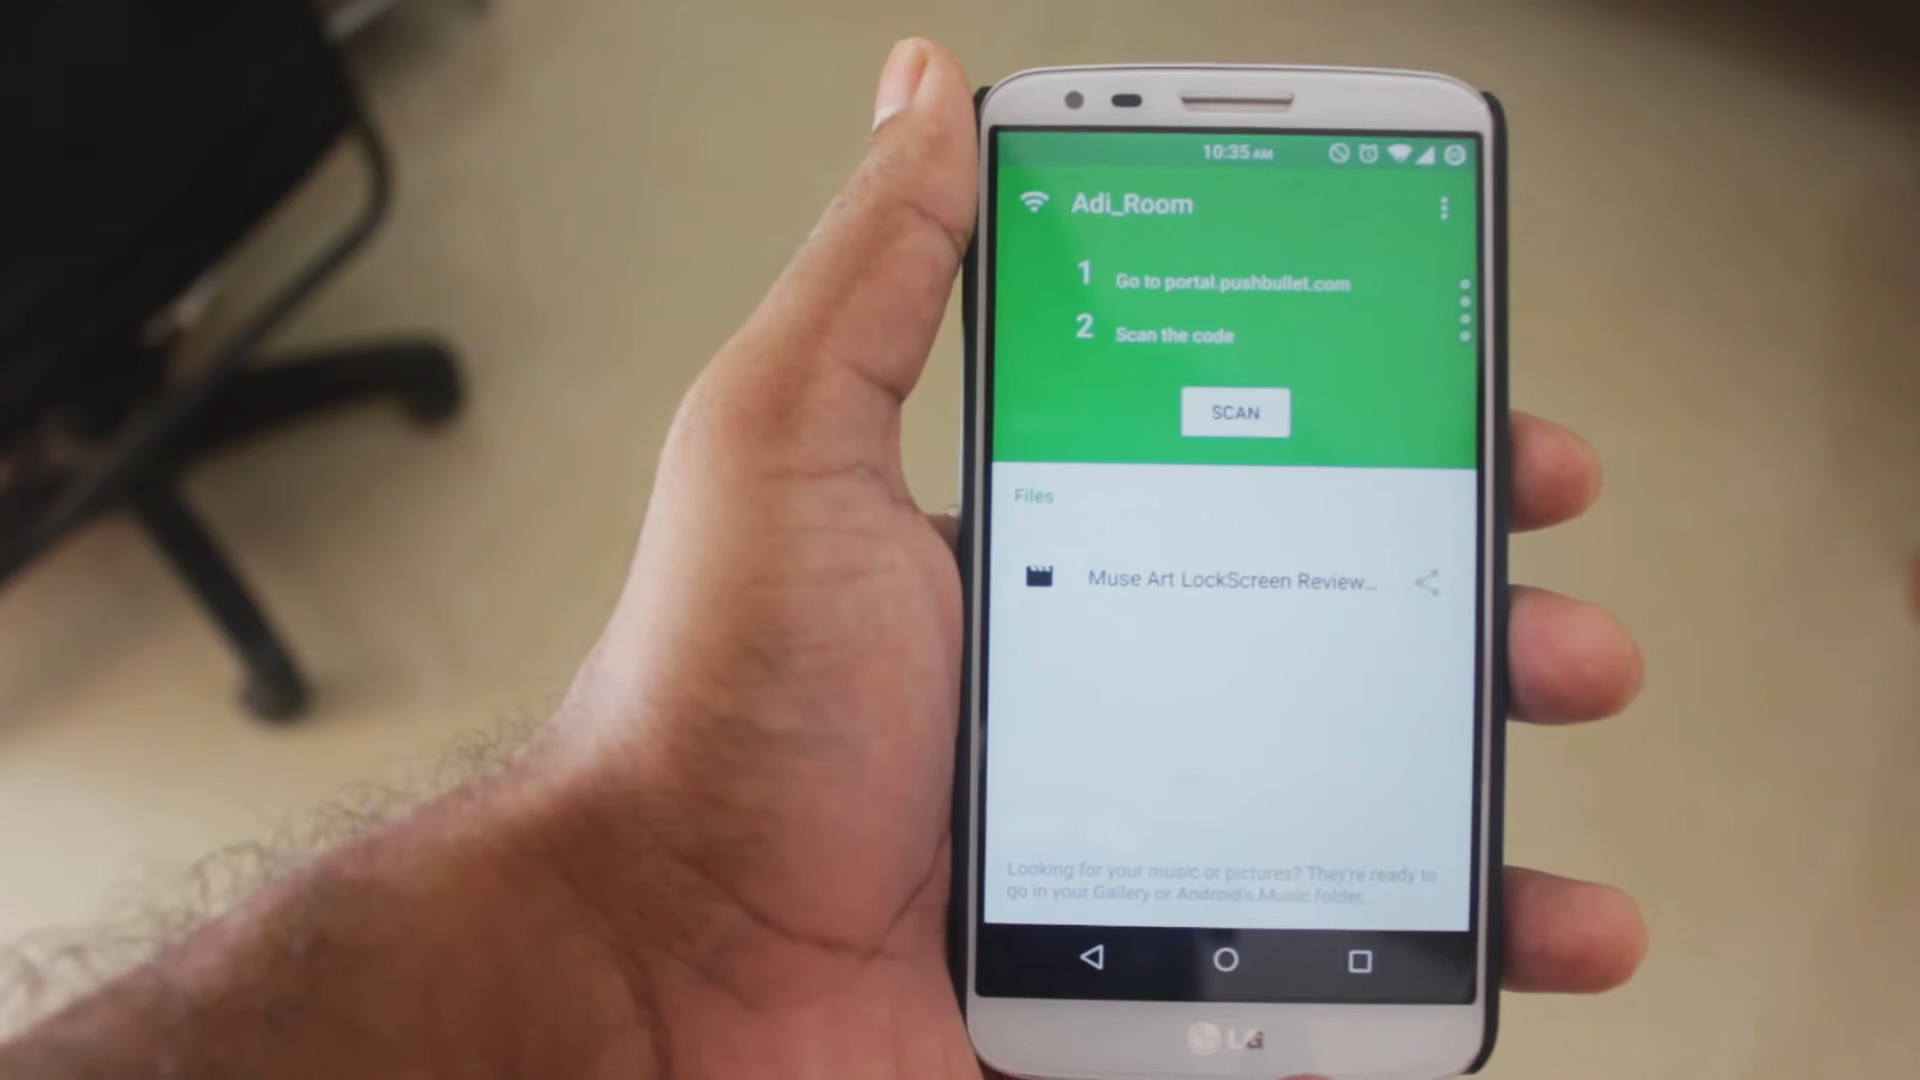 10:35 AM
Adi_Room
1 Go to portal.pushbullet.com
2 Scan the code
SCAN
Files
Muse Art LockScreen Review...
Looking for your music or pictures? They're ready to
go in your Gallery or Android's Music folder.
LG